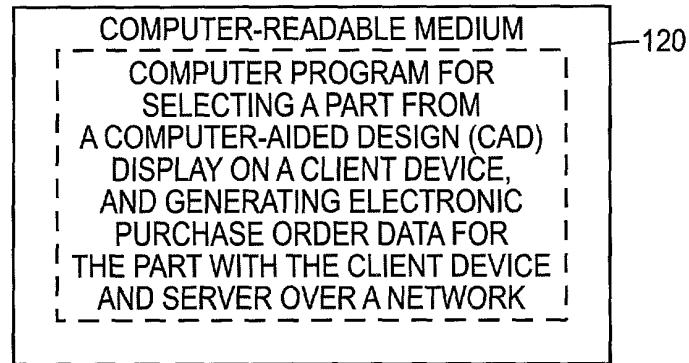 COMPUTER-READABLE MEDIUM
120
COMPUTER PROGRAM FOR
SELECTING A PART FROM
A COMPUTER-AIDED DESIGN (CAD)
DISPLAY ON A CLIENT DEVICE,
AND GENERATING ELECTRONIC
PURCHASE ORDER DATA FOR
THE PART WITH THE CLIENT DEVICE
AND SERVER OVER A NETWORK